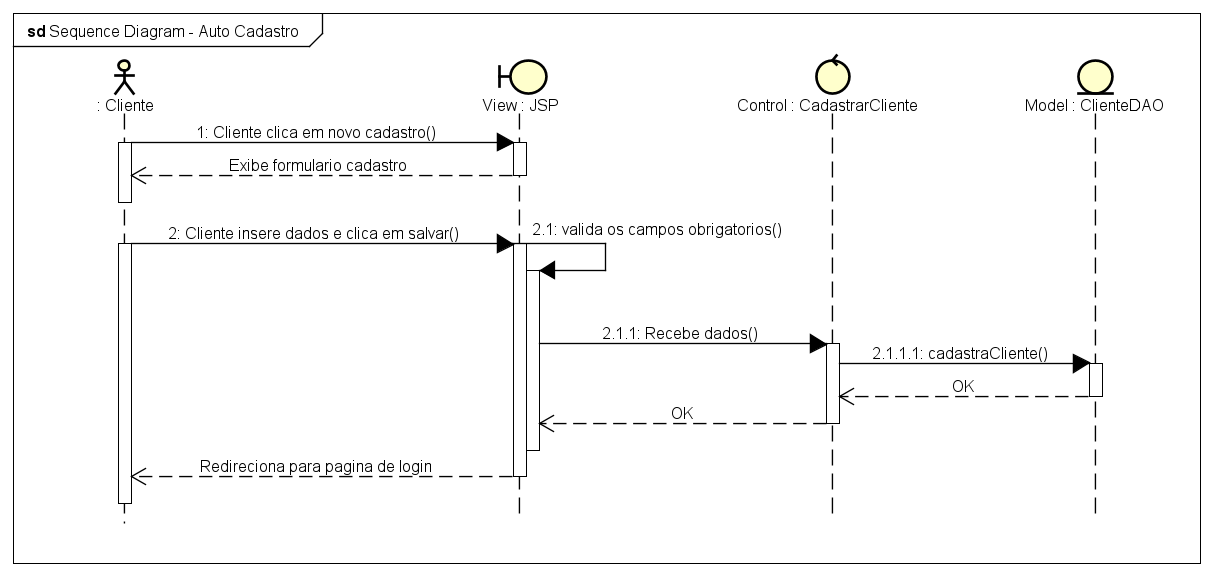 sd Sequence Diagram - Auto Cadastro
: Cliente
View : JSP
Control : CadastrarCliente
Model : ClienteDAO
1: Cliente clica em novo cadastro()
Exibe formulario cadastro
2: Cliente insere dados e clica em salvar()
2.1: valida os campos obrigatorios()
2.1.1: Recebe dados()
2.1.1.1: cadastraCliente()
OK
OK
Redireciona para pagina de login